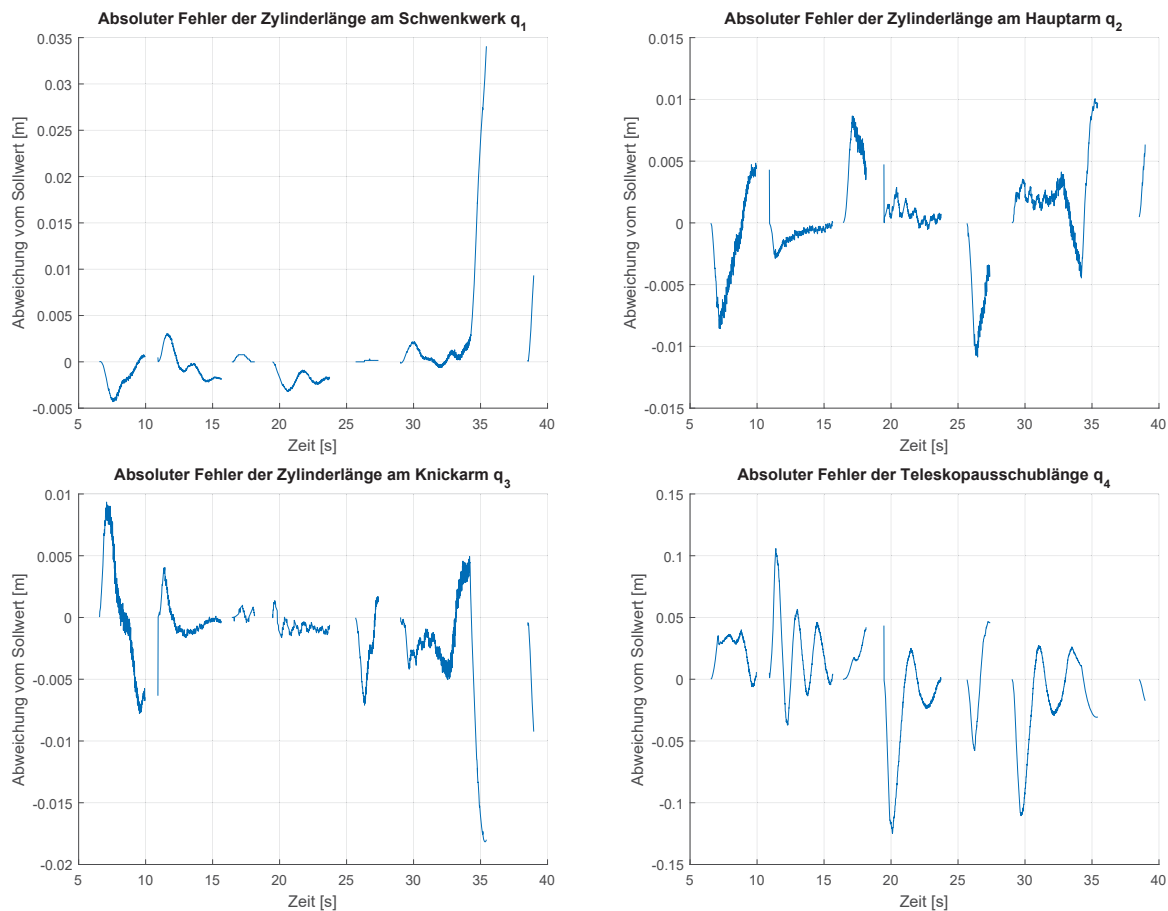 Absoluter Fehler der Zylinderlänge am Schwenkwerk q1
0.035
0.03
0.025
0.02
0.015
0.01
0.005
0
-0.005
Abweichung vom Sollwert [m]
5 10 15 20 25 30 35 40
Zeit [s]
Absoluter Fehler der Zylinderlänge am Hauptarm q2
0.015
0.01
0.005
0
-0.005
-0.01
-0.015
Abweichung vom Sollwert [m]
5 10 15 20 25 30 35 40
Zeit [s]
Absoluter Fehler der Zylinderlänge am Knickarm q3
0.01
0.005
0
-0.005
-0.01
-0.015
-0.02
Abweichung vom Sollwert [m]
5 10 15 20 25 30 35 40
Zeit [s]
Absoluter Fehler der Teleskopausschublänge q4
0.15
0.1
0.05
0
-0.05
-0.1
-0.15
Abweichung vom Sollwert [m]
5 10 15 20 25 30 35 40
Zeit [s]